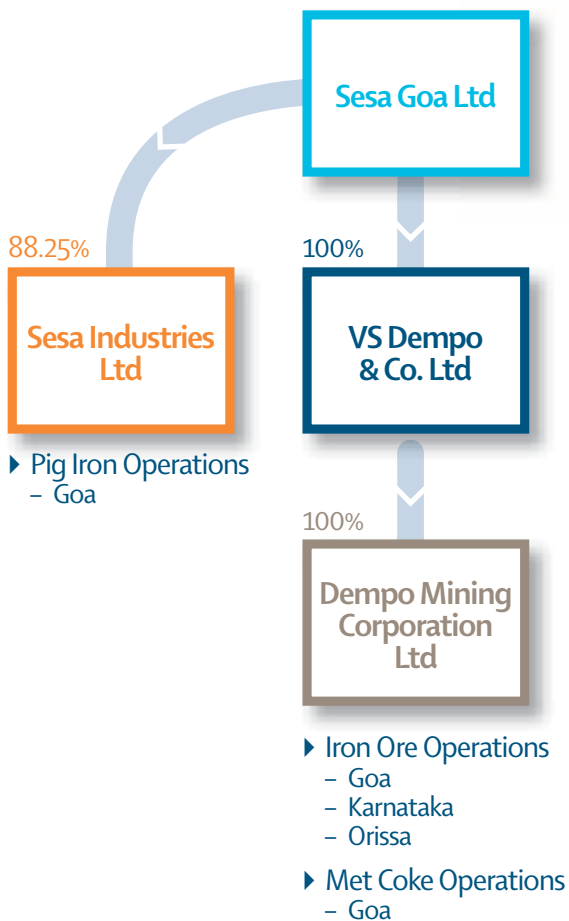 Sesa Goa Ltd
88.25%
Sesa Industries
Ltd
▶ Pig Iron Operations
– Goa
100%
VS Dempo
& Co. Ltd
100%
Dempo Mining
Corporation
Ltd
▶ Iron Ore Operations
– Goa
– Karnataka
– Orissa
▶ Met Coke Operations
– Goa